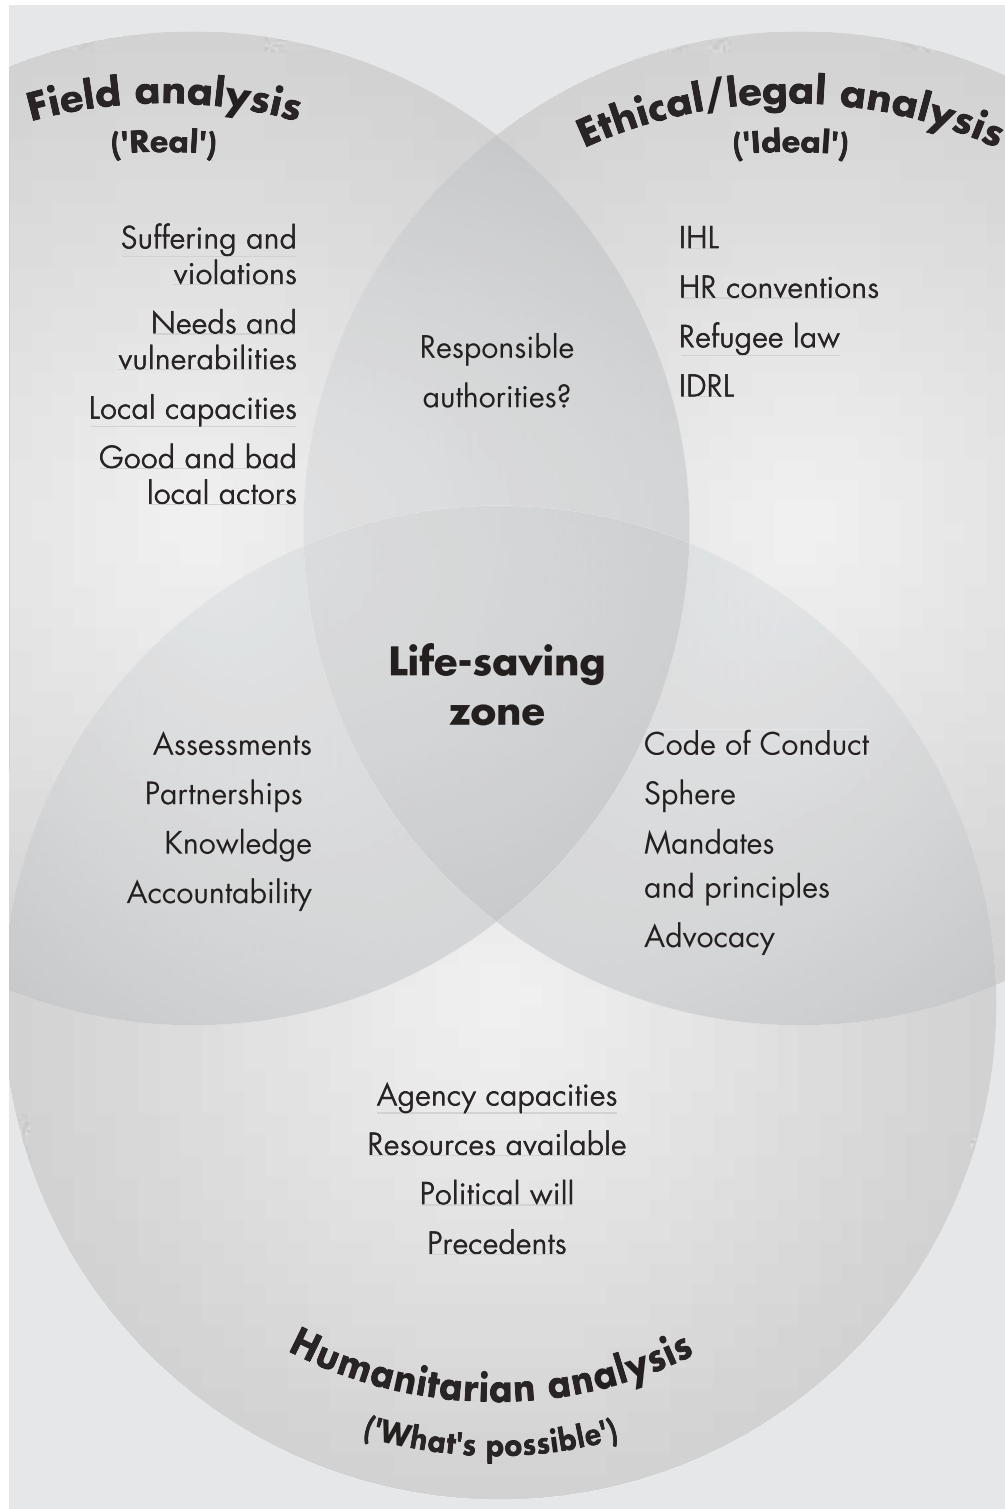 Field analysis
('Real')
Ethical/legal analysis
('Ideal')
Suffering and
violations
Needs and
vulnerabilities
Local capacities
Good and bad
local actors
Responsible
authorities?
IHL
HR conventions
Refugee law
IDRL
Life-saving
zone
Assessments
Partnerships
Knowledge
Accountability
Code of Conduct
Sphere
Mandates
and principles
Advocacy
Agency capacities
Resources available
Political will
Precedents
Humanitarian analysis
('What's possible')